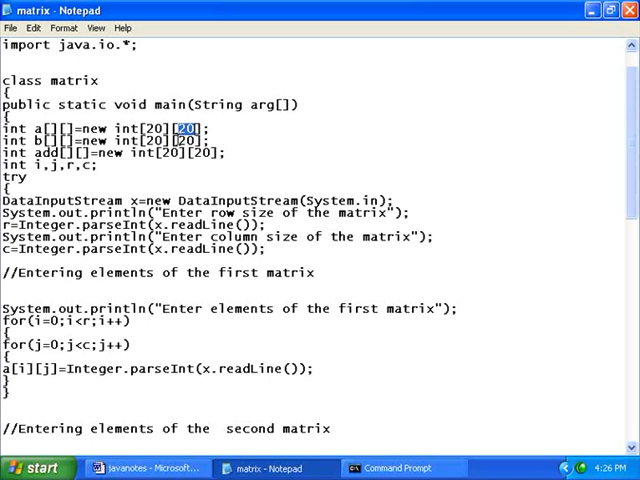 matrix - Notepad
File Edit Format View Help
import java.io.*;
class matrix
{
public static void main(String arg[])
{
int a[][]=new int[20][20];
int b[][]=new int[20][20];
int add[][]=new int[20][20];
int i,j,r,c;
try
{
DataInputStream x=new DataInputStream(System.in);
System.out.println("Enter row size of the matrix");
r=Integer.parseInt(x.readLine());
System.out.println("Enter column size of the matrix");
c=Integer.parseInt(x.readLine());
//Entering elements of the first matrix
System.out.println("Enter elements of the first matrix");
for(i=0;i<r;i++)
{
for(j=0;j<c;j++)
{
a[i][j]=Integer.parseInt(x.readLine());
}
}
//Entering elements of the  second matrix
start javanotes - Microsoft... matrix - Notepad Command Prompt 4:26 PM